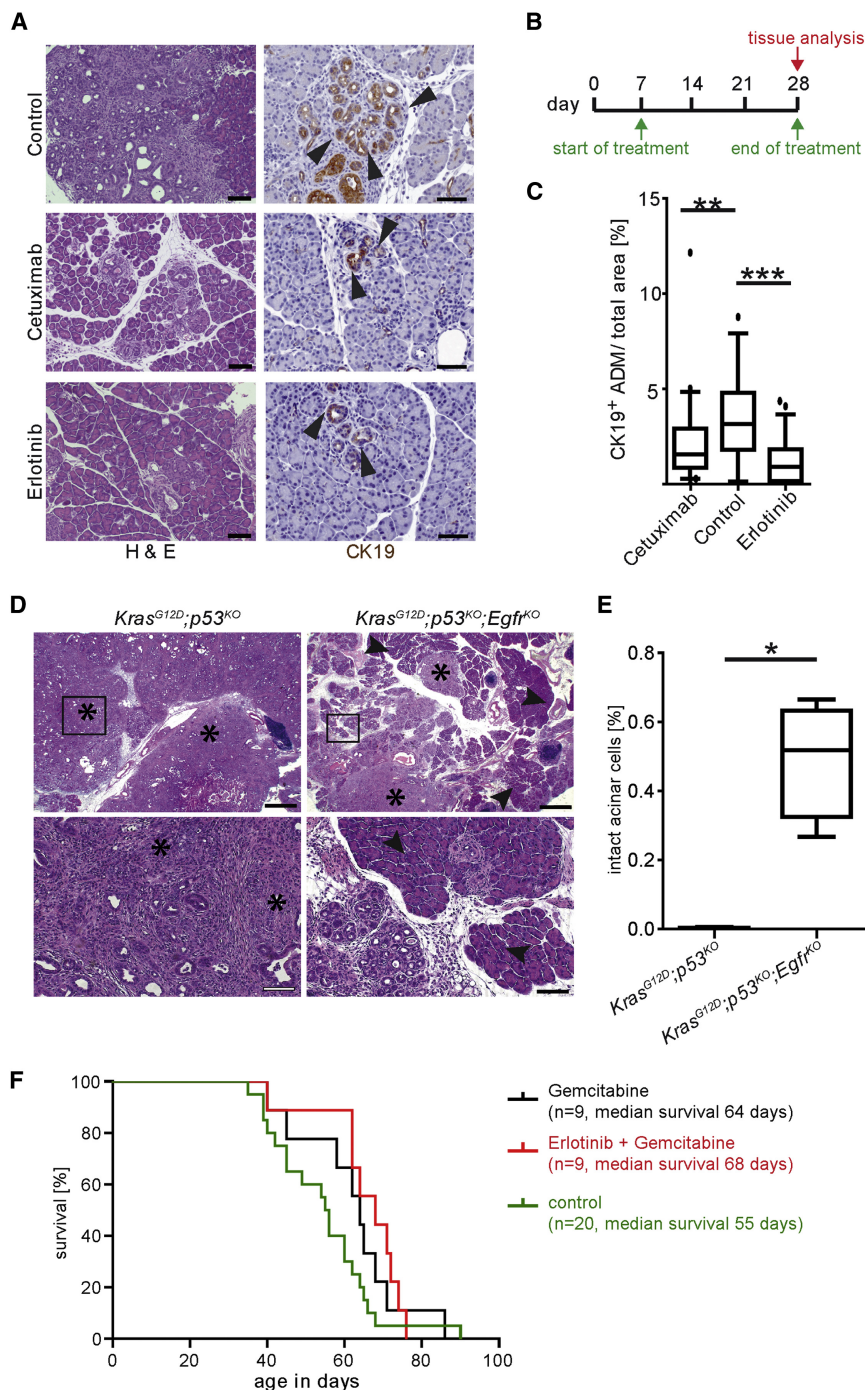 A
Control
Cetuximab
Erlotinib
H & E
CK19
B
tissue analysis
0 7 14 21 28
day
start of treatment
end of treatment
C
CK19+ ADM/ total area [%]
15
10
5
**
***
Cetuximab
Control
Erlotinib
D
KrasG12D;p53KO
KrasG12D;p53KO;EgfrKO
*
*
*
*
*
*
E
intact acinar cells [%]
0.8
0.6
0.4
0.2
0.0
*
KrasG12D;p53KO
KrasG12D;p53KO;EgfrKO
F
survival [%]
100
80
60
40
20
0
0 20 40 60 80 100
age in days
Gemcitabine
(n=9, median survival 64 days)
Erlotinib + Gemcitabine
(n=9, median survival 68 days)
control
(n=20, median survival 55 days)